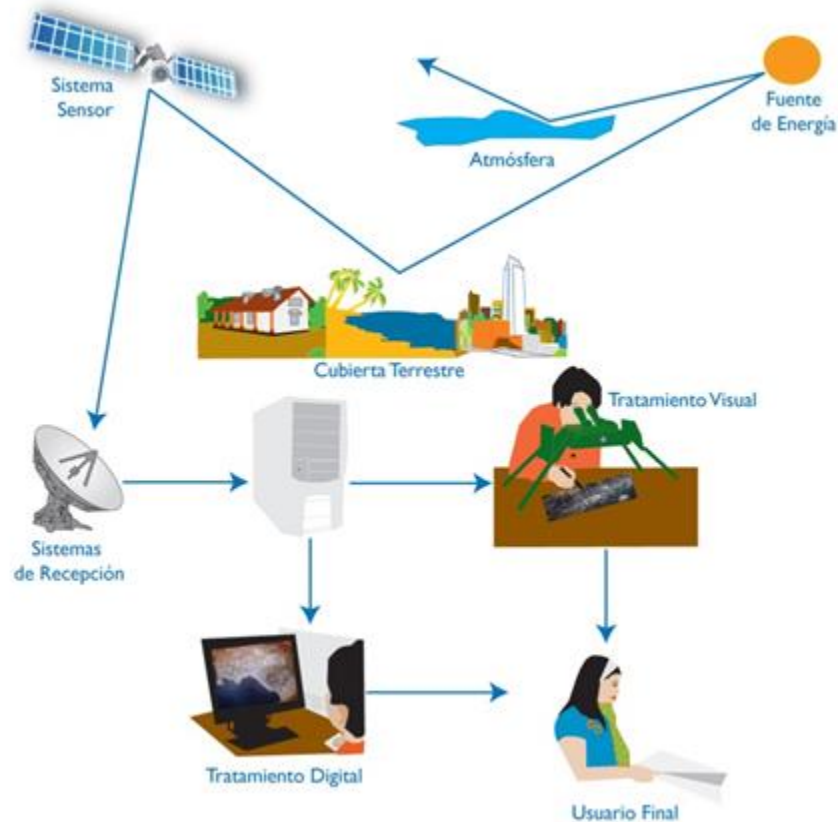 Sistema
Sensor
Fuente
de Energía
Atmósfera
Cubierta Terrestre
Tratamiento Visual
Sistemas
de Recepción
Tratamiento Digital
Usuario Final